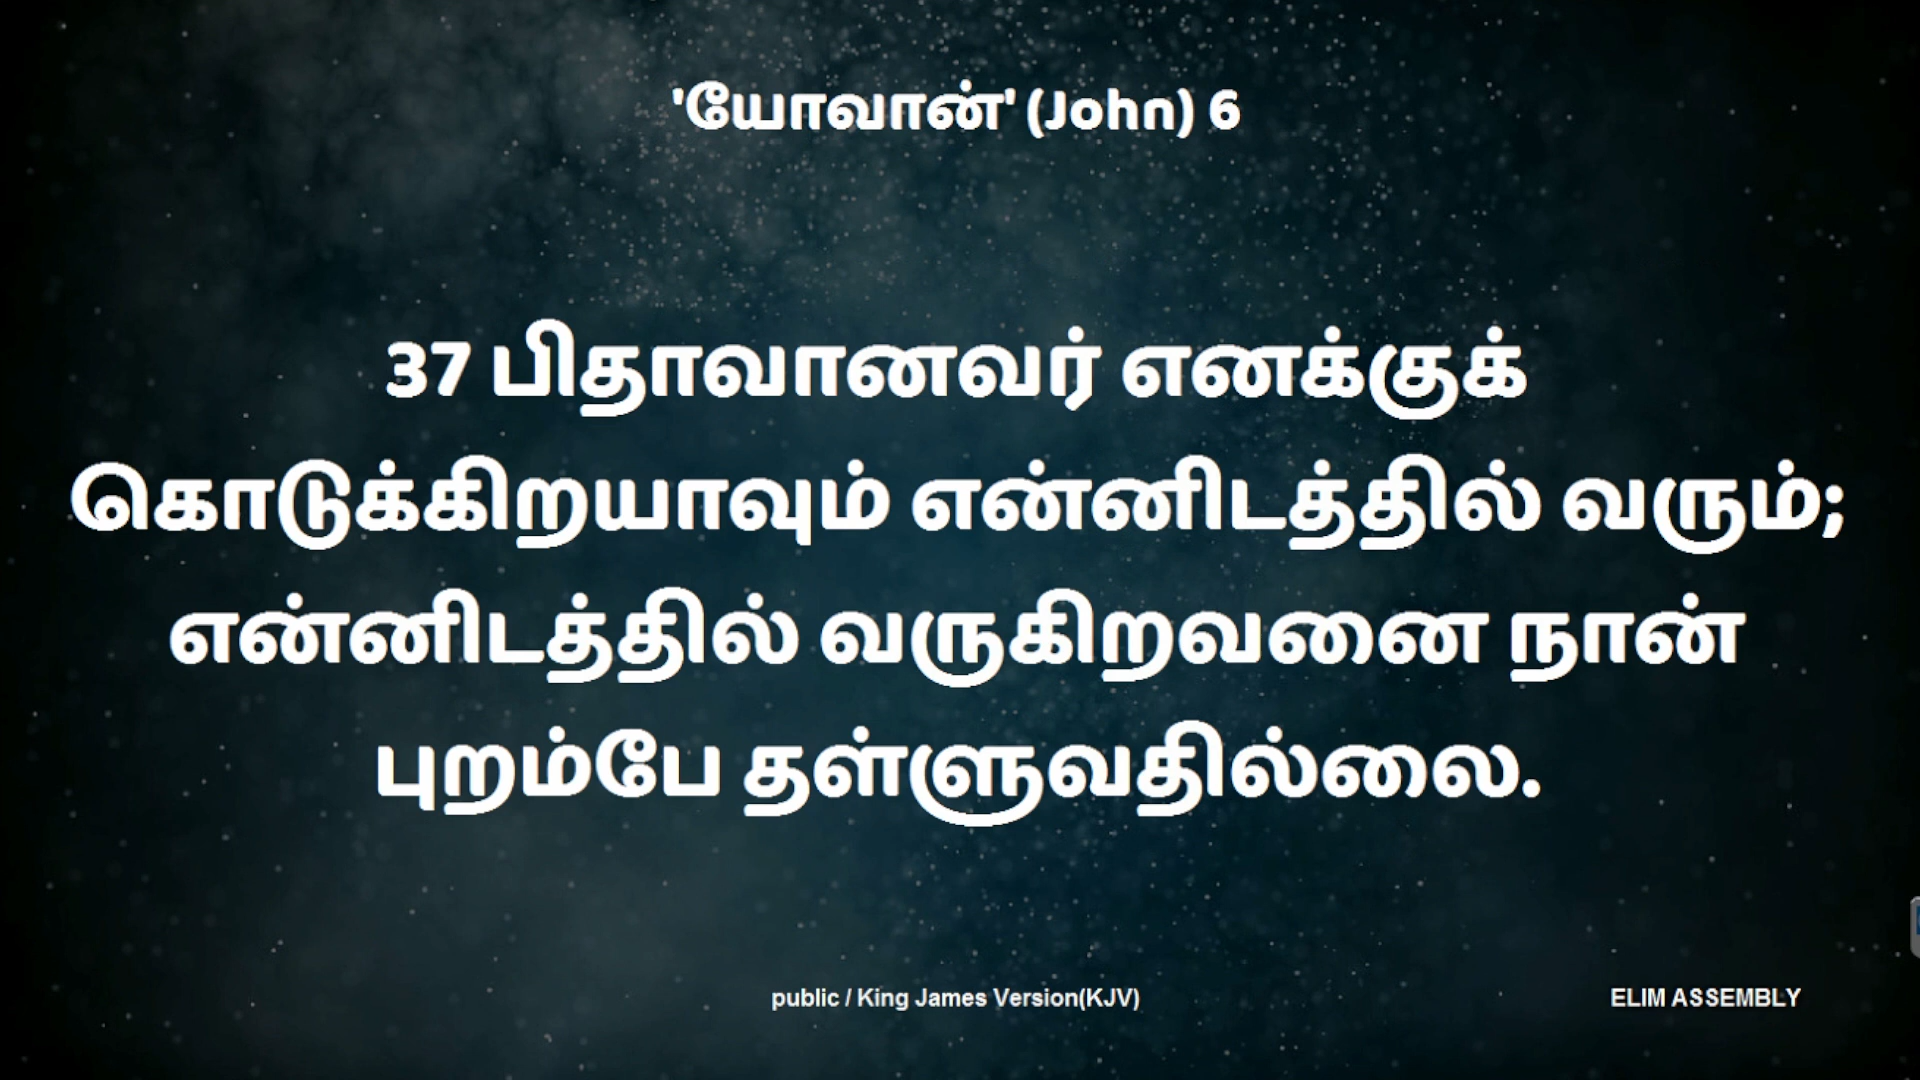 'யோவான்' (John) 6
37 பிதாவானவர் எனக்குக்
கொடுக்கிறயாவும் என்னிடத்தில் வரும்;
என்னிடத்தில் வருகிறவனை நான்
புறம்பே தள்ளுவதில்லை.
public / King James Version(KJV)
ELIM ASSEMBLY